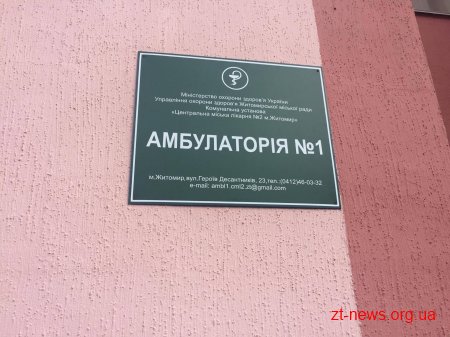 Міністерство охорони здоров'я України
Управління охорони здоров'я Житомирської міської ради
Комунальна установа
«Центральна міська лікарня №2 м.Житомир»
АМБУЛАТОРІЯ №1
м.Житомир,вул.Героїв Десантників, 23,тел.:(0412)46-03-32
e-mail: ambl1.cml2.zt@gmail.com
zt-news.org.ua